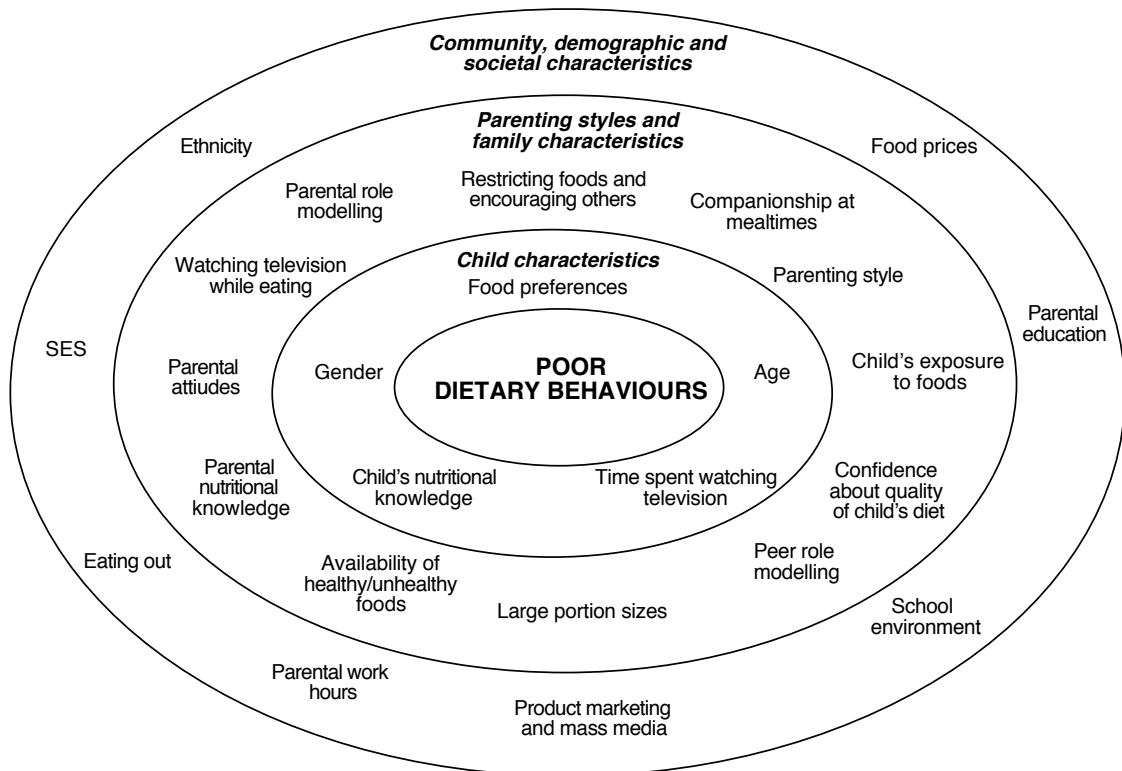 Community, demographic and
societal characteristics
Ethnicity
Food prices
Parenting styles and
family characteristics
Parental role
modelling
Restricting foods and
encouraging others
Companionship at
mealtimes
Watching television
while eating
Child characteristics
Food preferences
Parenting style
Parental
education
SES
Parental
attiudes
Gender
POOR
DIETARY BEHAVIOURS
Age
Child's exposure
to foods
Parental
nutritional
knowledge
Child's nutritional
knowledge
Time spent watching
television
Confidence
about quality
of child's diet
Eating out
Availability of
healthy/unhealthy
foods
Large portion sizes
Peer role
modelling
School
environment
Parental work
hours
Product marketing
and mass media